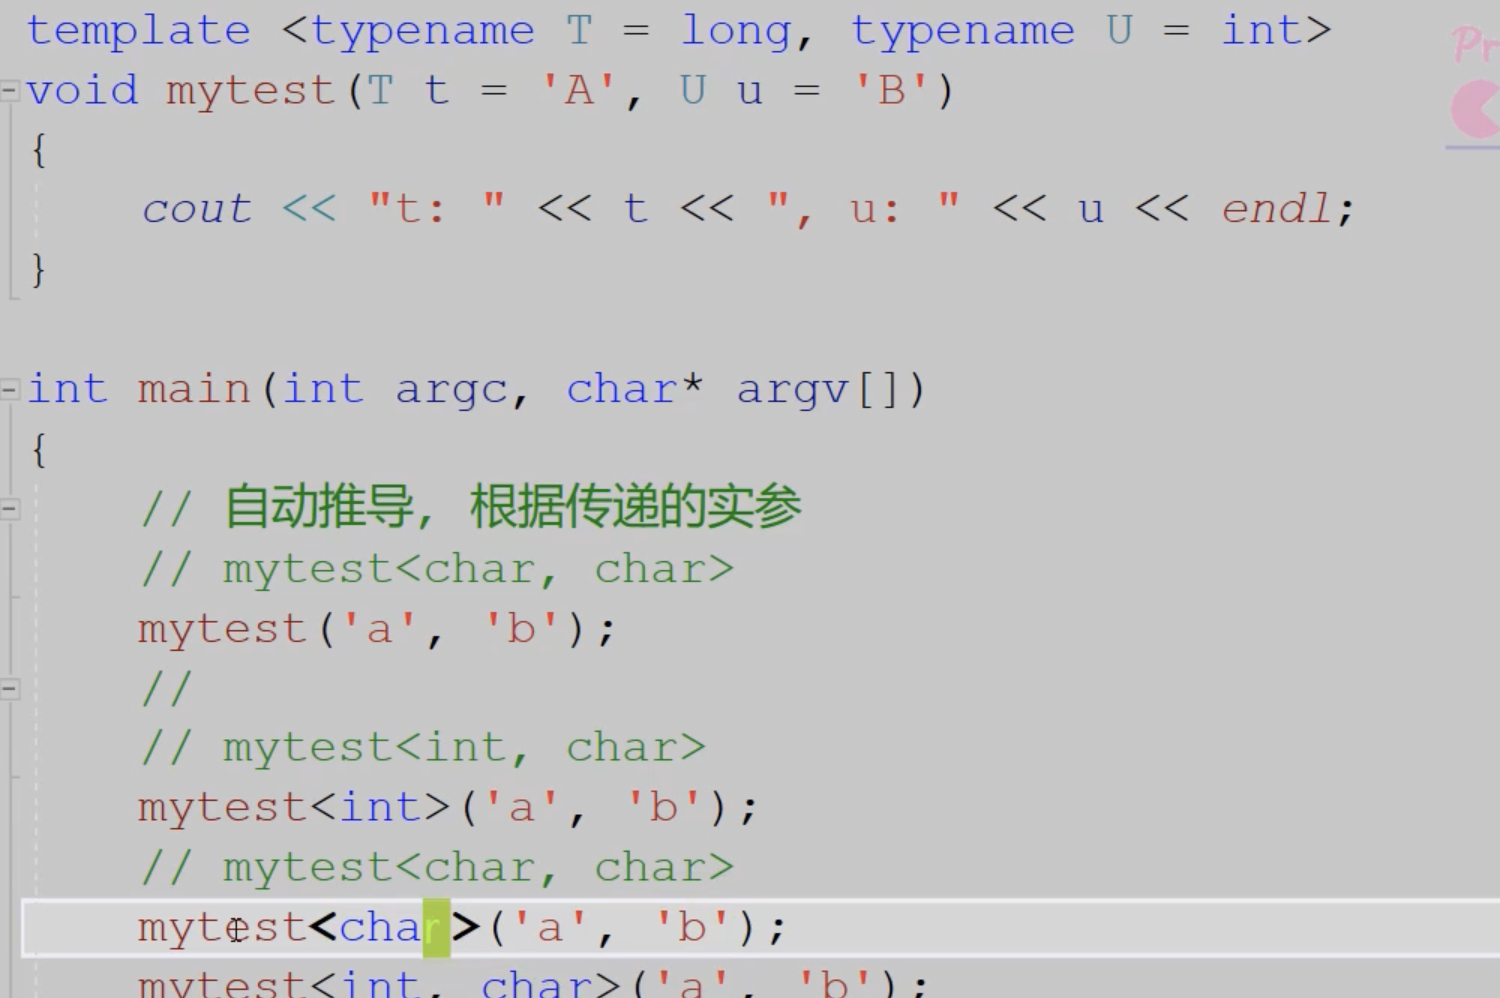 template <typename T = long, typename U = int>
void mytest(T t = 'A', U u = 'B')
{
cout << "t: " << t << ", u: " << u << endl;
}
int main(int argc, char* argv[])
{
// 自动推导, 根据传递的实参
// mytest<char, char>
mytest('a', 'b');
//
// mytest<int, char>
mytest<int>('a', 'b');
// mytest<char, char>
mytest<char>('a', 'b');
mytest<int, char>('a', 'b');
Pr